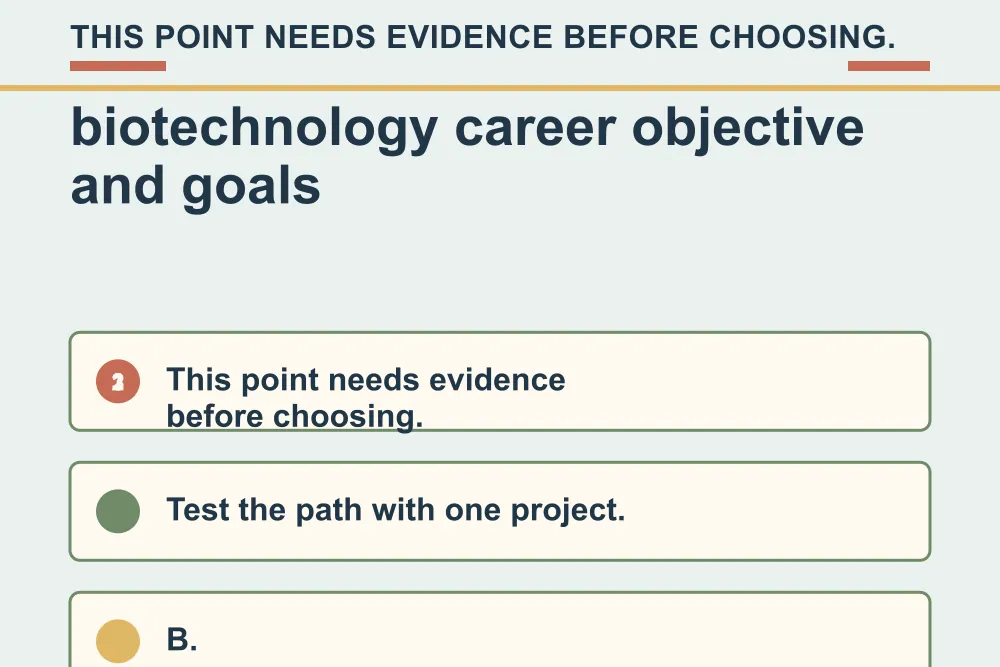 THIS POINT NEEDS EVIDENCE BEFORE CHOOSING.
biotechnology career objective
and goals
This point needs evidence
before choosing.
Test the path with one project.
B.